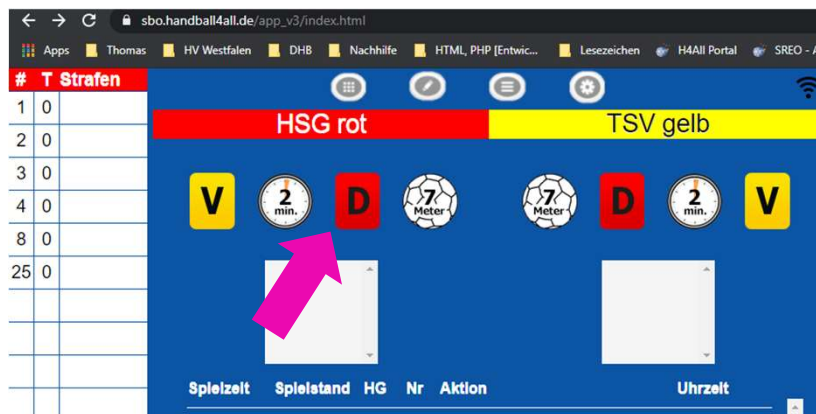 sbo.handball4all.de/app_v3/index.html
Apps Thomas HV Westfalen DHB Nachhilfe HTML, PHP [Entwic... Lesezeichen H4All Portal SREO - A
# T Strafen
1 0
2 0
3 0
4 0
8 0
25 0
HSG rot TSV gelb
V 2 min. D 7 Meter 7 Meter D 2 min. V
Spielzeit Spielstand HG Nr Aktion Uhrzeit